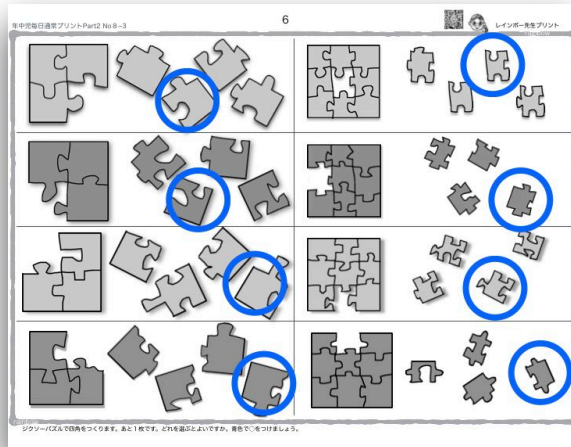 年中児毎日通常プリントPart2 No8-3
6
レインボー先生プリント
ジグソーパズルで四角をつくります。あと1枚です。どれを選ぶとよいですか。青色で○をつけましょう。